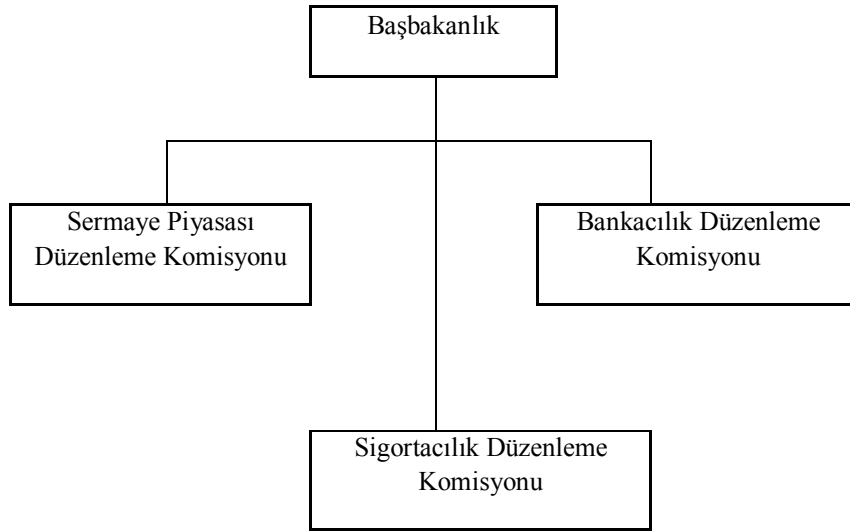 Başbakanlık
Sermaye Piyasası
Düzenleme Komisyonu
Bankacılık Düzenleme
Komisyonu
Sigortacılık Düzenleme
Komisyonu